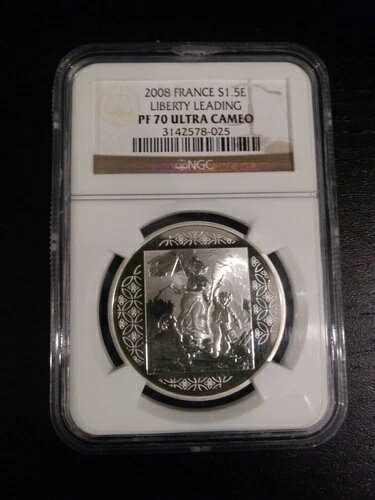 2008 FRANCE S1.5E
LIBERTY LEADING
PF 70 ULTRA CAMEO
3142578-025
NGC